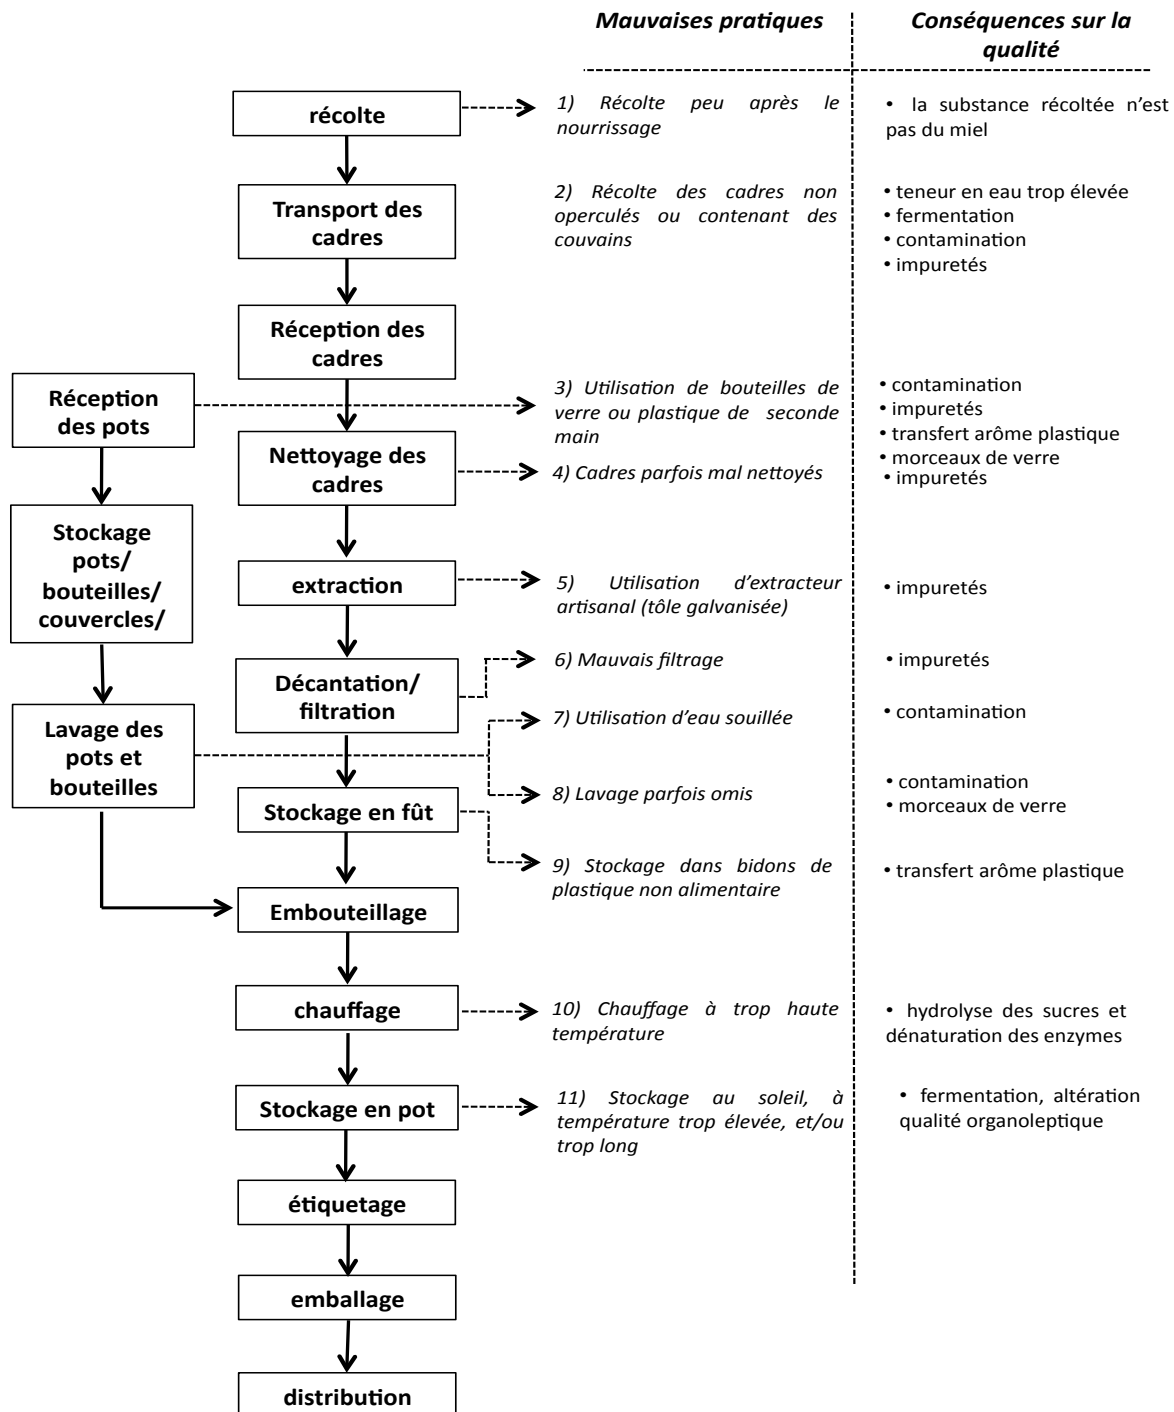 Mauvaises pratiques
Conséquences sur la
qualité
récolte
1) Récolte peu après le
nourrissage
• la substance récoltée n'est
pas du miel
Transport des
cadres
2) Récolte des cadres non
operculés ou contenant des
couvains
• teneur en eau trop élevée
• fermentation
• contamination
• impuretés
Réception des
cadres
Réception
des pots
3) Utilisation de bouteilles de
verre ou plastique de seconde
main
• contamination
• impuretés
• transfert arôme plastique
• morceaux de verre
Nettoyage des
cadres
4) Cadres parfois mal nettoyés
• impuretés
Stockage
pots/
bouteilles/
couvercles/
extraction
5) Utilisation d'extracteur
artisanal (tôle galvanisée)
• impuretés
Décantation/
filtration
6) Mauvais filtrage
• impuretés
Lavage des
pots et
bouteilles
7) Utilisation d'eau souillée
• contamination
8) Lavage parfois omis
• contamination
• morceaux de verre
Stockage en fût
9) Stockage dans bidons de
plastique non alimentaire
• transfert arôme plastique
Embouteillage
chauffage
10) Chauffage à trop haute
température
• hydrolyse des sucres et
dénaturation des enzymes
Stockage en pot
11) Stockage au soleil, à
température trop élevée, et/ou
trop long
• fermentation, altération
qualité organoleptique
étiquetage
emballage
distribution